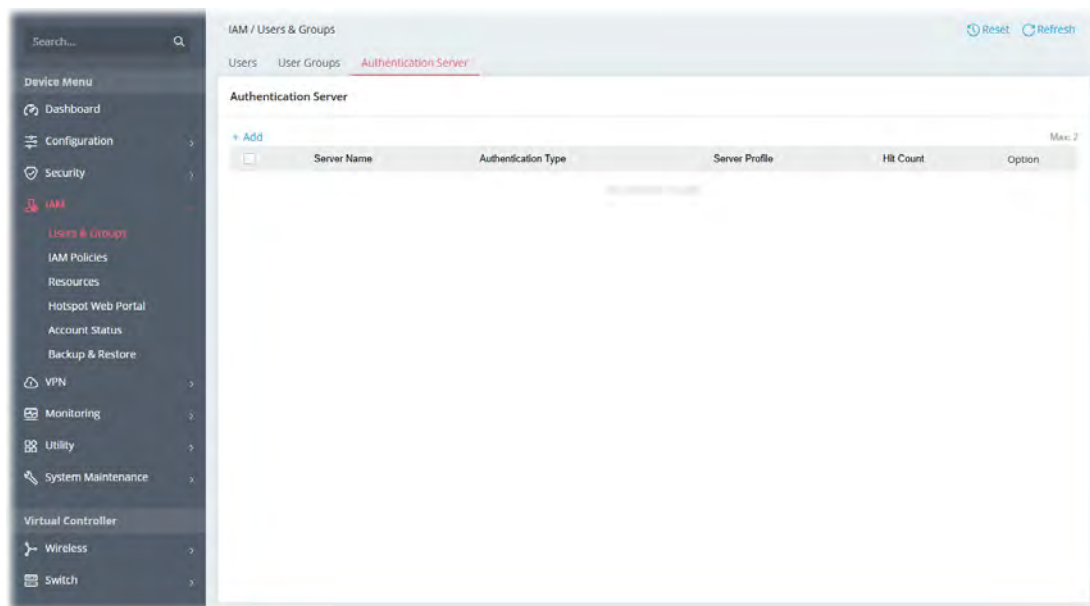 Search...
Device Menu
Dashboard
Configuration
Security
IAM
Users & Groups
IAM Policies
Resources
Hotspot Web Portal
Account Status
Backup & Restore
VPN
Monitoring
Utility
System Maintenance
Virtual Controller
Wireless
Switch
IAM / Users & Groups
Reset Refresh
Users User Groups Authentication Server
Authentication Server
+ Add Max: 2
Server Name Authentication Type Server Profile Hit Count Option